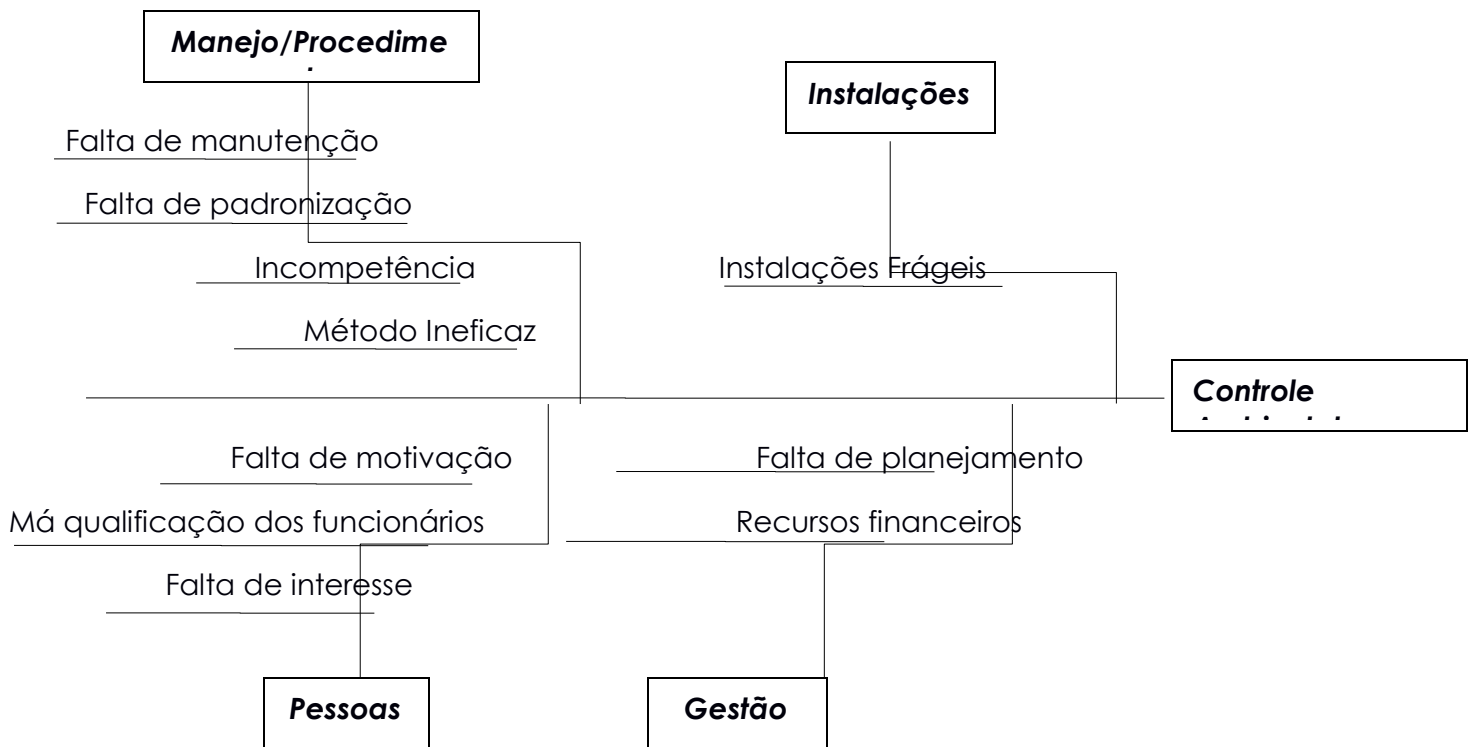 Manejo/Procedime
Instalações
Falta de manutenção
Falta de padronização
Incompetência
Instalações Frágeis
Método Ineficaz
Controle
Falta de motivação
Falta de planejamento
Má qualificação dos funcionários
Recursos financeiros
Falta de interesse
Pessoas
Gestão